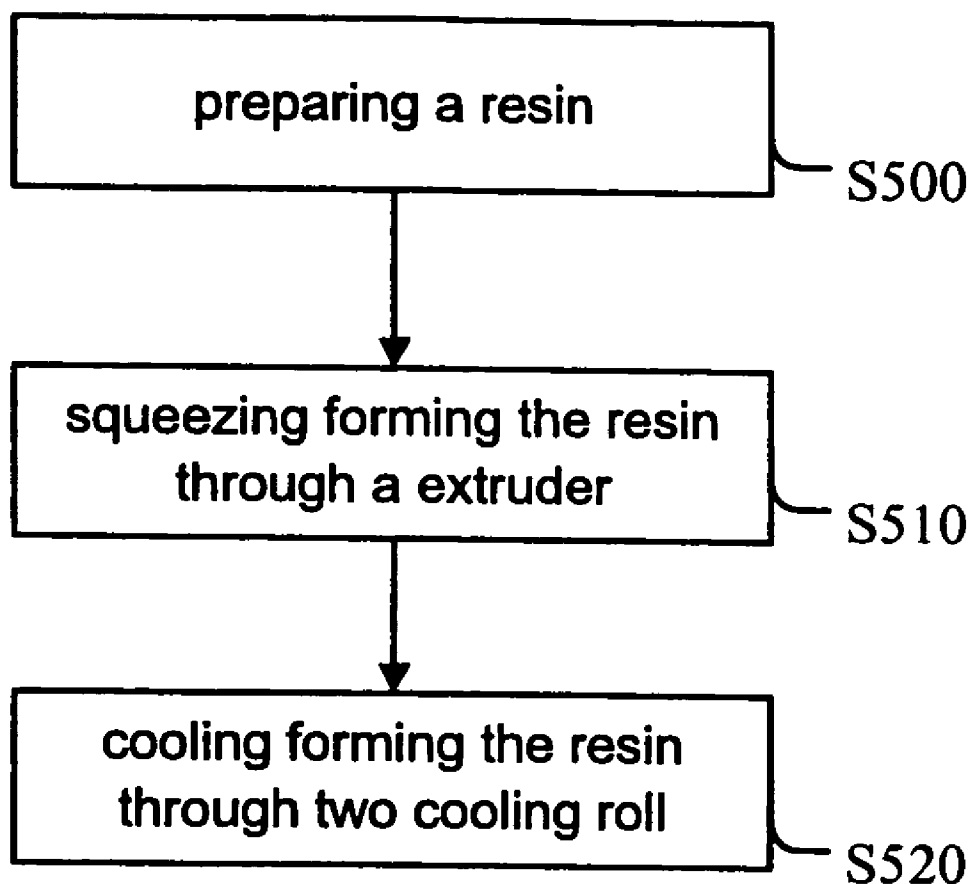 preparing a resin
S500
squeezing forming the resin
through a extruder
S510
cooling forming the resin
through two cooling roll
S520